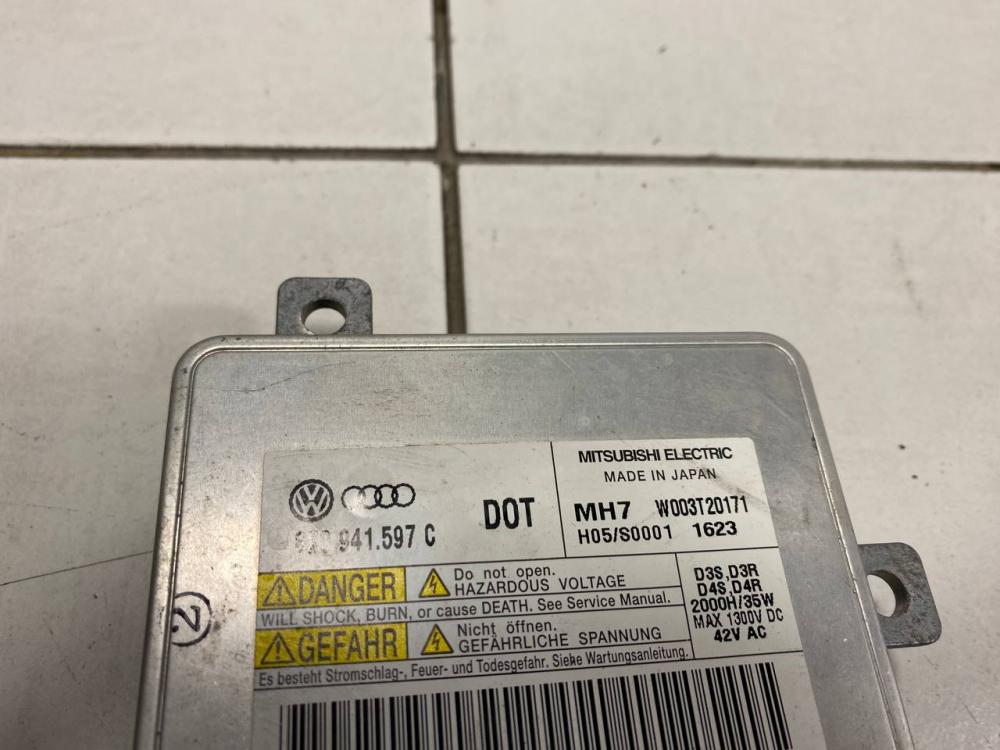 941.597 C
DOT
MITSUBISHI ELECTRIC
MADE IN JAPAN
MH7 W003T20171
H05/S0001 1623
DANGER
Do not open.
HAZARDOUS VOLTAGE
WILL SHOCK, BURN, or cause DEATH. See Service Manual.
GEFAHR
Nicht öffnen.
GEFÄHRLICHE SPANNUNG
Es besteht Stromschlag-, Feuer- und Todesgefahr. Siehe Wartungsanleitung.
D3S,D3R
D4S,D4R
2000H/35W
MAX 1300V DC
42V AC
2